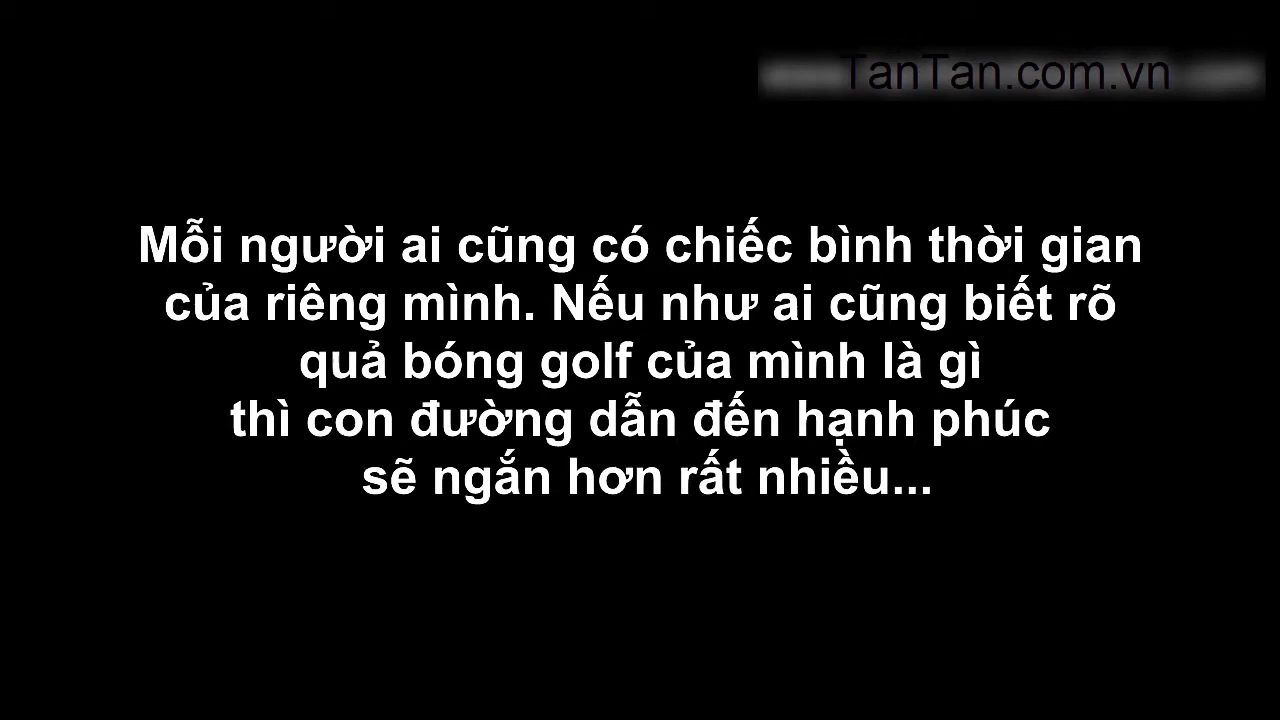 TanTan.com.vn
Mỗi người ai cũng có chiếc bình thời gian
của riêng mình. Nếu như ai cũng biết rõ
quả bóng golf của mình là gì
thì con đường dẫn đến hạnh phúc
sẽ ngắn hơn rất nhiều...